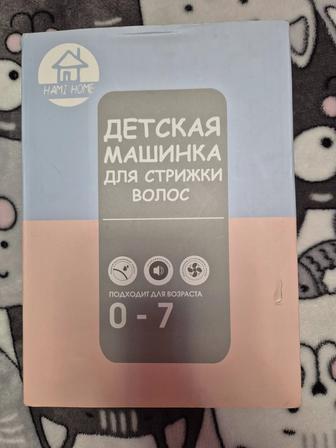 HAMI HOME
ДЕТСКАЯ
МАШИНКА
ДЛЯ СТРИЖКИ
ВОЛОС
ПОДХОДИТ ДЛЯ ВОЗРАСТА
0 - 7